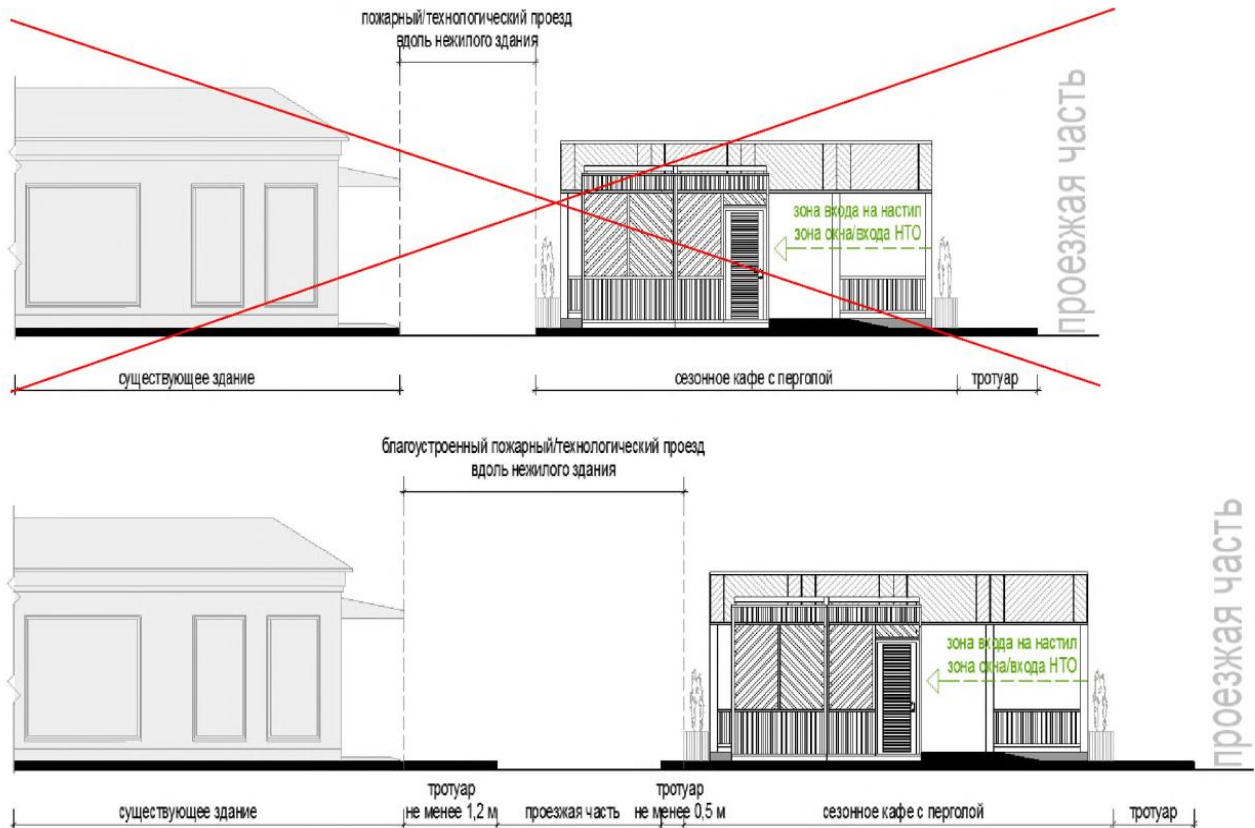 пожарный/технологический проезд
вдоль нежилого здания
проезжая часть
зона входа на настил
зона окна/входа НТО
существующее здание
сезонное кафе с перголой
тротуар
благоустроенный пожарный/технологический проезд
вдоль нежилого здания
проезжая часть
зона входа на настил
зона окна/входа НТО
тротуар
не менее 1,2 м
тротуар
не менее 0,5 м
существующее здание
проезжая часть
сезонное кафе с перголой
тротуар